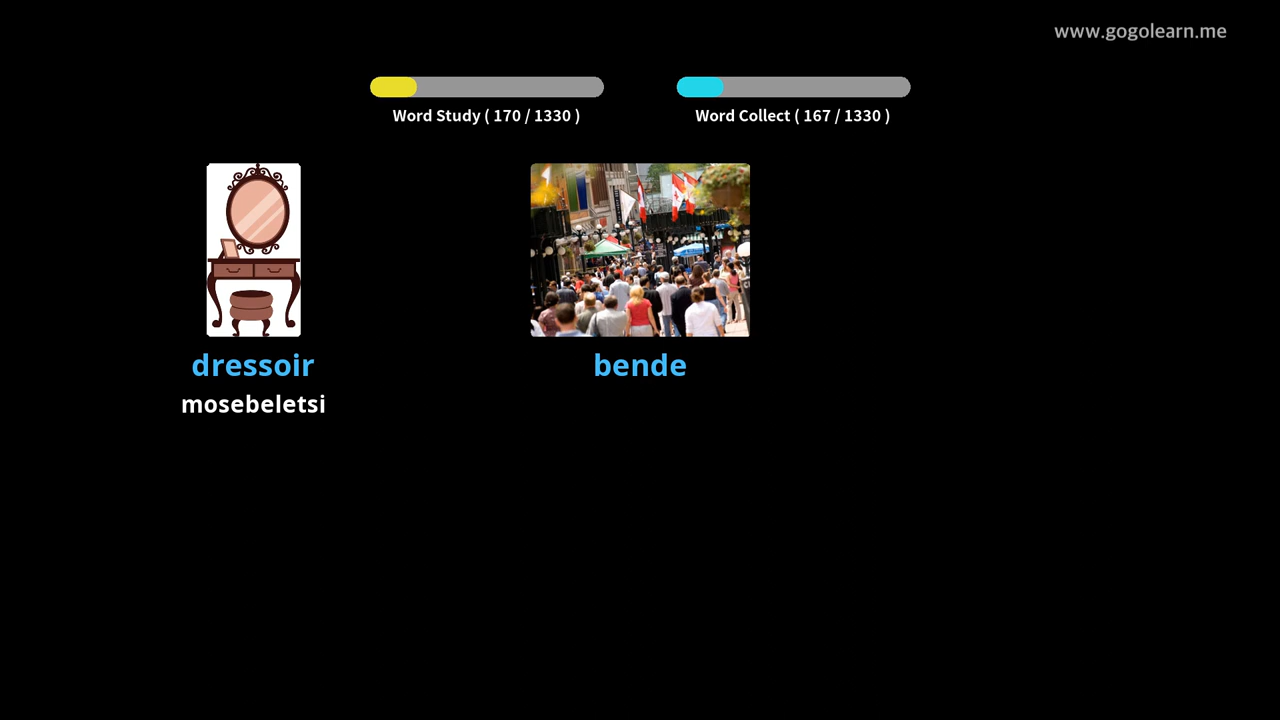 www.gogolearn.me
Word Study ( 170 / 1330 )
Word Collect ( 167 / 1330 )
dressoir
bende
mosebeletsi